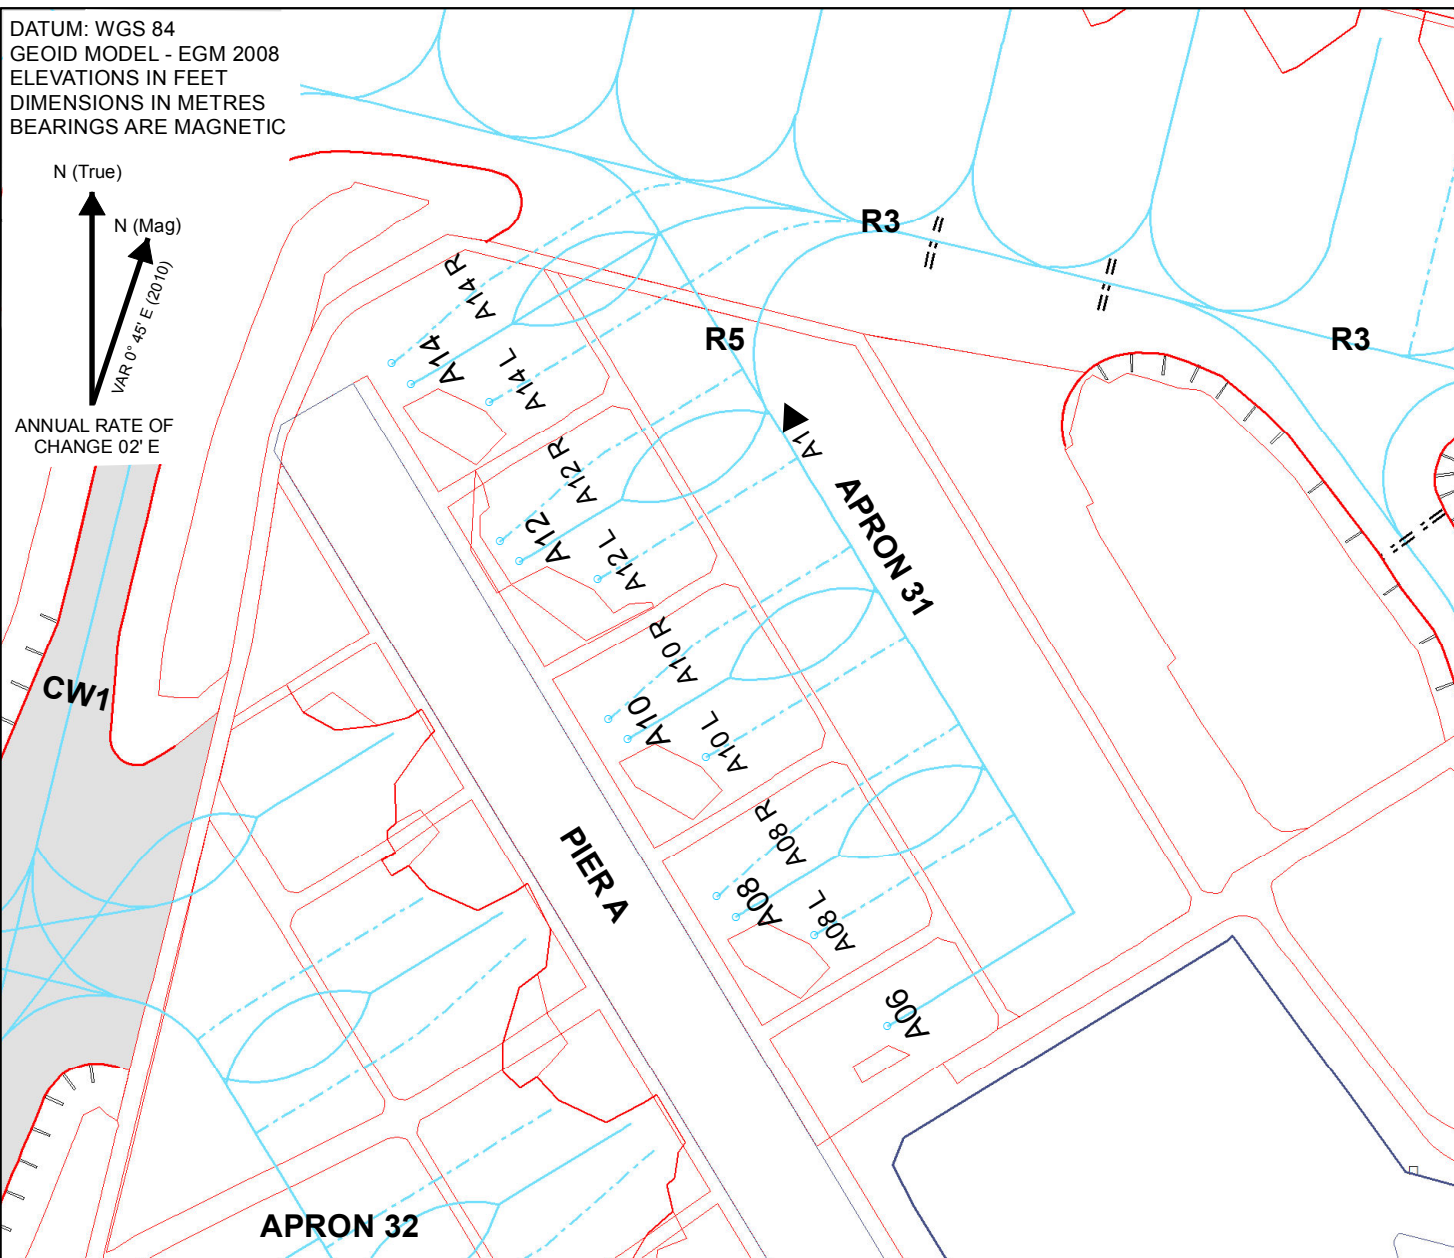 DATUM: WGS 84
GEOID MODEL - EGM 2008
ELEVATIONS IN FEET
DIMENSIONS IN METRES
BEARINGS ARE MAGNETIC
N (True)
N (Mag)
VAR 0° 45' E (2010)
ANNUAL RATE OF
CHANGE 02' E
R3
R5
R3
A14 R
A14
A14 L
A11
A12 R
A12
A12 L
APRON 31
A10 R
A10
A10 L
CW1
A08 R
A08
A08 L
PIER A
A06
APRON 32